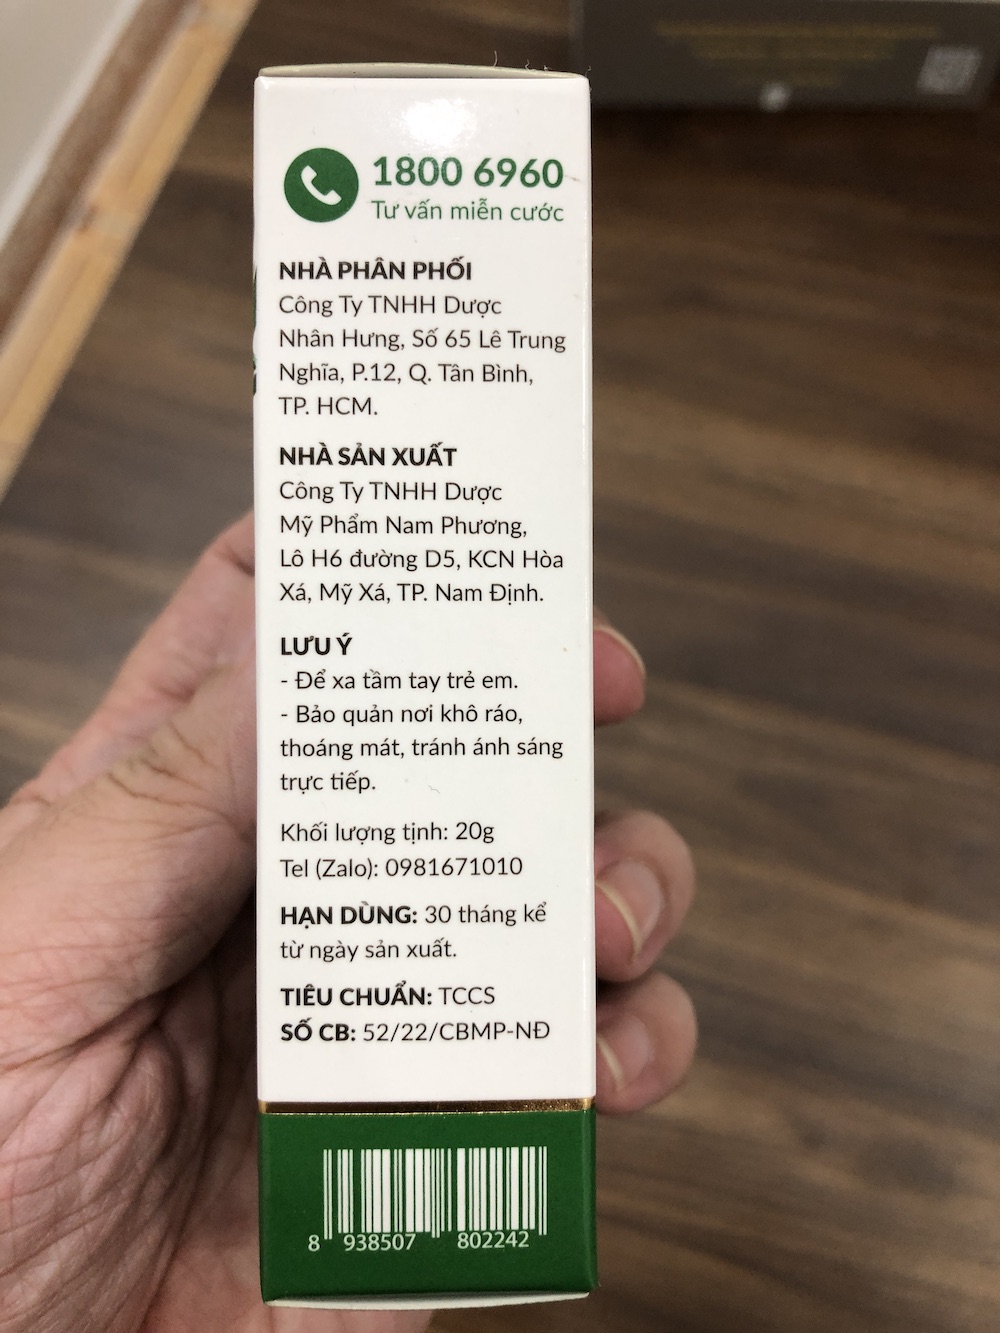 1800 6960
Tư vấn miễn cước
NHÀ PHÂN PHỐI
Công Ty TNHH Dược
Nhân Hưng, Số 65 Lê Trung
Nghĩa, P.12, Q. Tân Bình,
TP. HCM.
NHÀ SẢN XUẤT
Công Ty TNHH Dược
Mỹ Phẩm Nam Phương,
Lô H6 đường D5, KCN Hòa
Xá, Mỹ Xá, TP. Nam Định.
LƯU Ý
- Để xa tầm tay trẻ em.
- Bảo quản nơi khô ráo,
thoáng mát, tránh ánh sáng
trực tiếp.
Khối lượng tịnh: 20g
Tel (Zalo): 0981671010
HẠN DÙNG: 30 tháng kể
từ ngày sản xuất.
TIÊU CHUẨN: TCCS
SỐ CB: 52/22/CBMP-NĐ
8 938507 802242